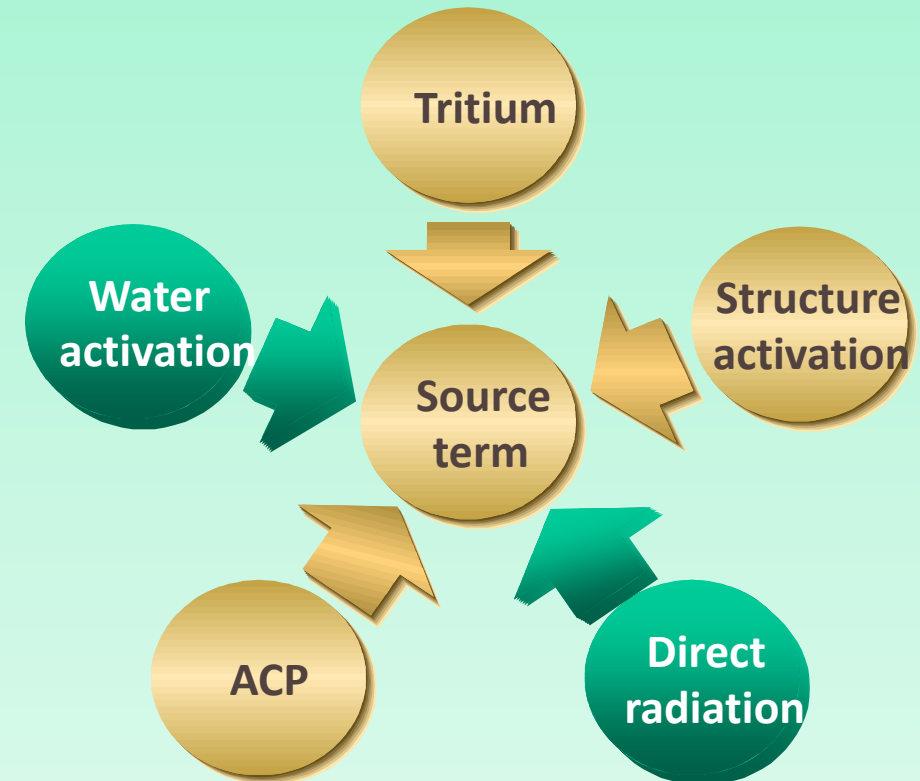 Tritium
Water
activation
Structure
activation
Source
term
ACP
Direct
radiation